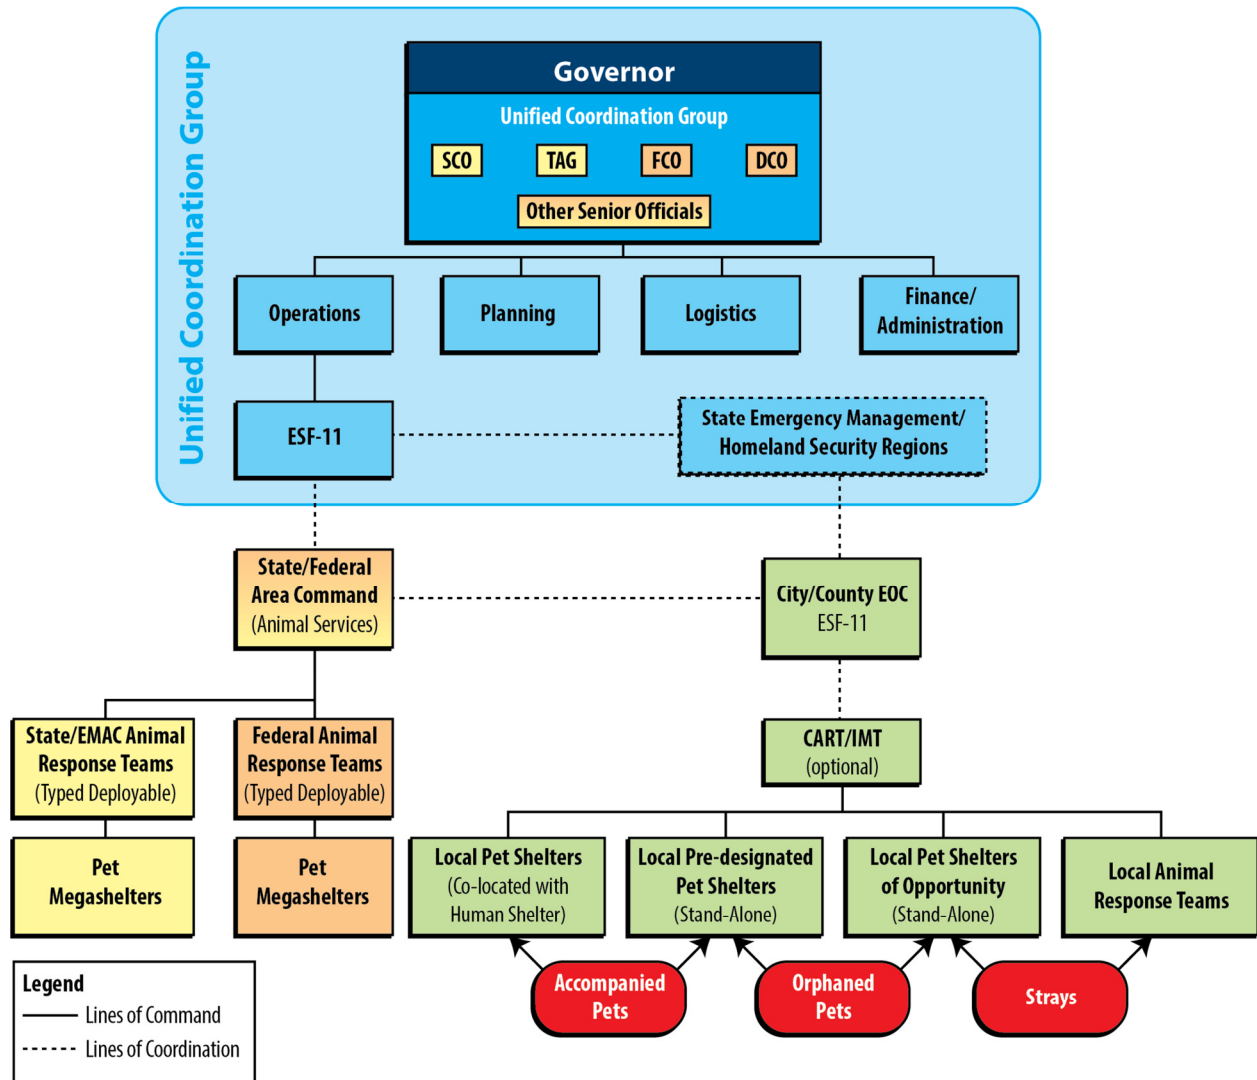 Unified Coordination Group
Governor
Unified Coordination Group
SCO
TAG
FCO
DCO
Other Senior Officials
Operations
Planning
Logistics
Finance/
Administration
ESF-11
State Emergency Management/
Homeland Security Regions
State/Federal
Area Command
(Animal Services)
City/County EOC
ESF-11
State/EMAC Animal
Response Teams
(Typed Deployable)
Federal Animal
Response Teams
(Typed Deployable)
CART/IMT
(optional)
Pet
Megashelters
Pet
Megashelters
Local Pet Shelters
(Co-located with
Human Shelter)
Local Pre-designated
Pet Shelters
(Stand-Alone)
Local Pet Shelters
of Opportunity
(Stand-Alone)
Local Animal
Response Teams
Accompanied
Pets
Orphaned
Pets
Strays
Legend
Lines of Command
Lines of Coordination